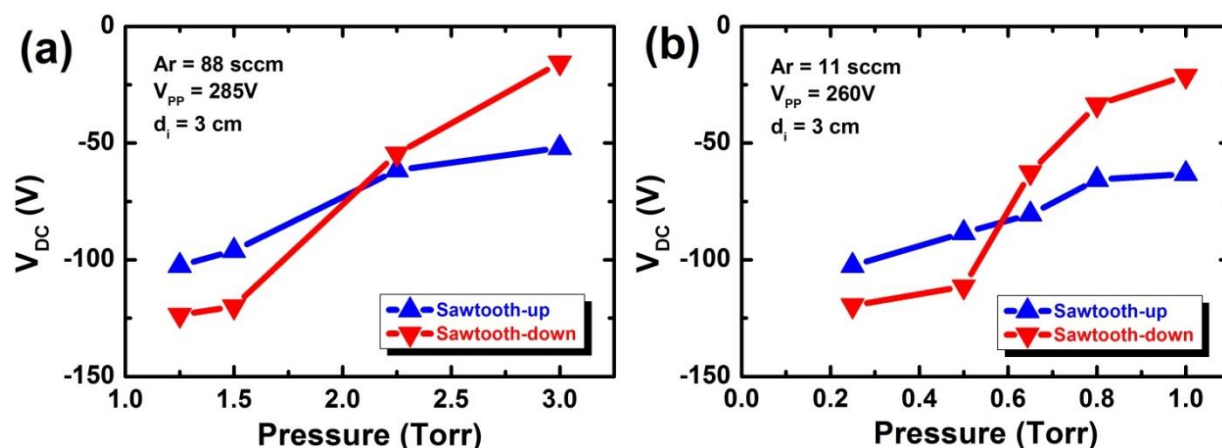 (a)
Ar = 88 sccm
V_PP = 285V
d_i = 3 cm
0
-50
-100
-150
V_DC (V)
1.0 1.5 2.0 2.5 3.0
Pressure (Torr)
Sawtooth-up
Sawtooth-down
(b)
Ar = 11 sccm
V_PP = 260V
d_i = 3 cm
0
-50
-100
-150
V_DC (V)
0.0 0.2 0.4 0.6 0.8 1.0
Pressure (Torr)
Sawtooth-up
Sawtooth-down